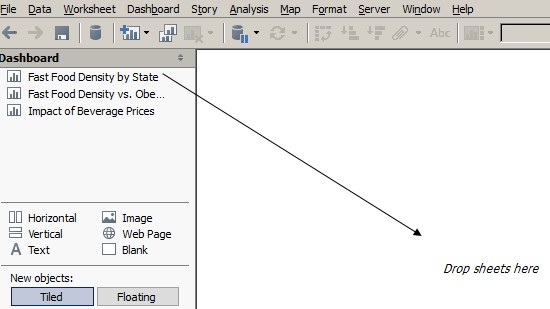 File Data Worksheet Dashboard Story Analysis Map Format Server Window Help
Abc
Dashboard
Fast Food Density by State
Fast Food Density vs. Obe...
Impact of Beverage Prices
Horizontal Image
Vertical Web Page
A Text Blank
New objects:
Tiled Floating
Drop sheets here